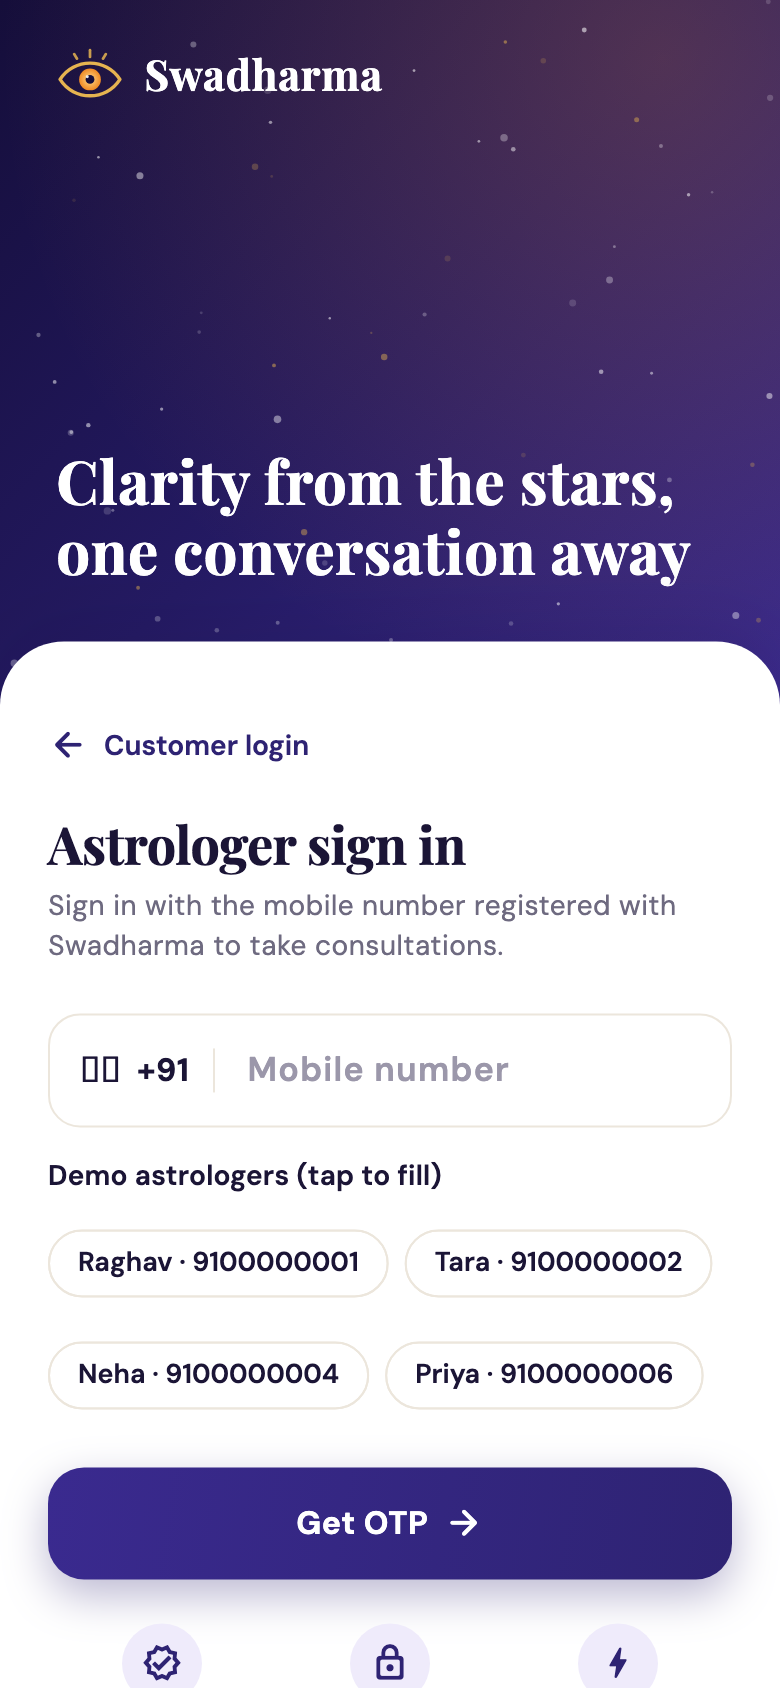 Swadharma
Clarity from the stars,
one conversation away
Customer login
Astrologer sign in
Sign in with the mobile number registered with
Swadharma to take consultations.
+91 Mobile number
Demo astrologers (tap to fill)
Raghav · 9100000001
Tara · 9100000002
Neha · 9100000004
Priya · 9100000006
Get OTP →